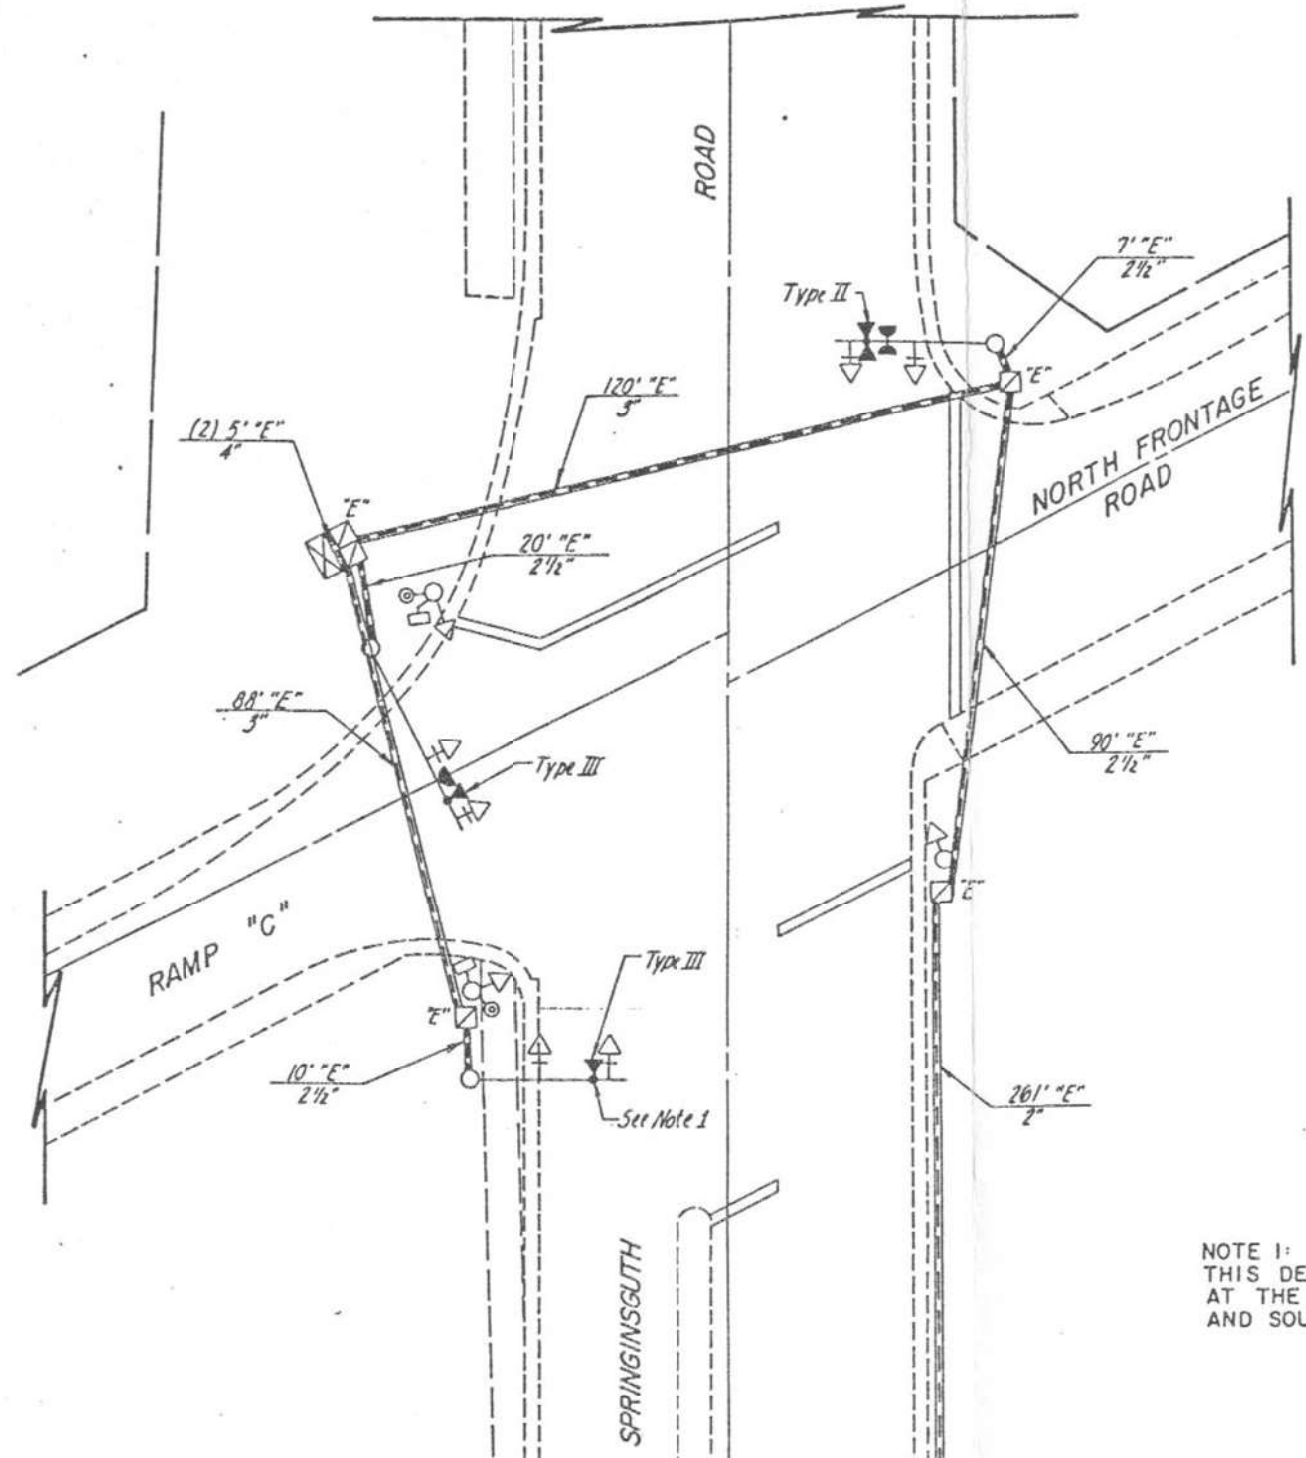 ROAD
7' "E"
2½"
Type II
"E"
120' "E"
3"
(2) 5' "E"
4"
NORTH FRONTAGE
ROAD
"E"
20' "E"
2½"
88' "E"
3"
90' "E"
2½"
Type III
"E"
RAMP "C"
Type III
"E"
10' "E"
2½"
261' "E"
2"
See Note 1
SPRINGINSGUTH
NOTE 1:
THIS DE
AT THE
AND SOU